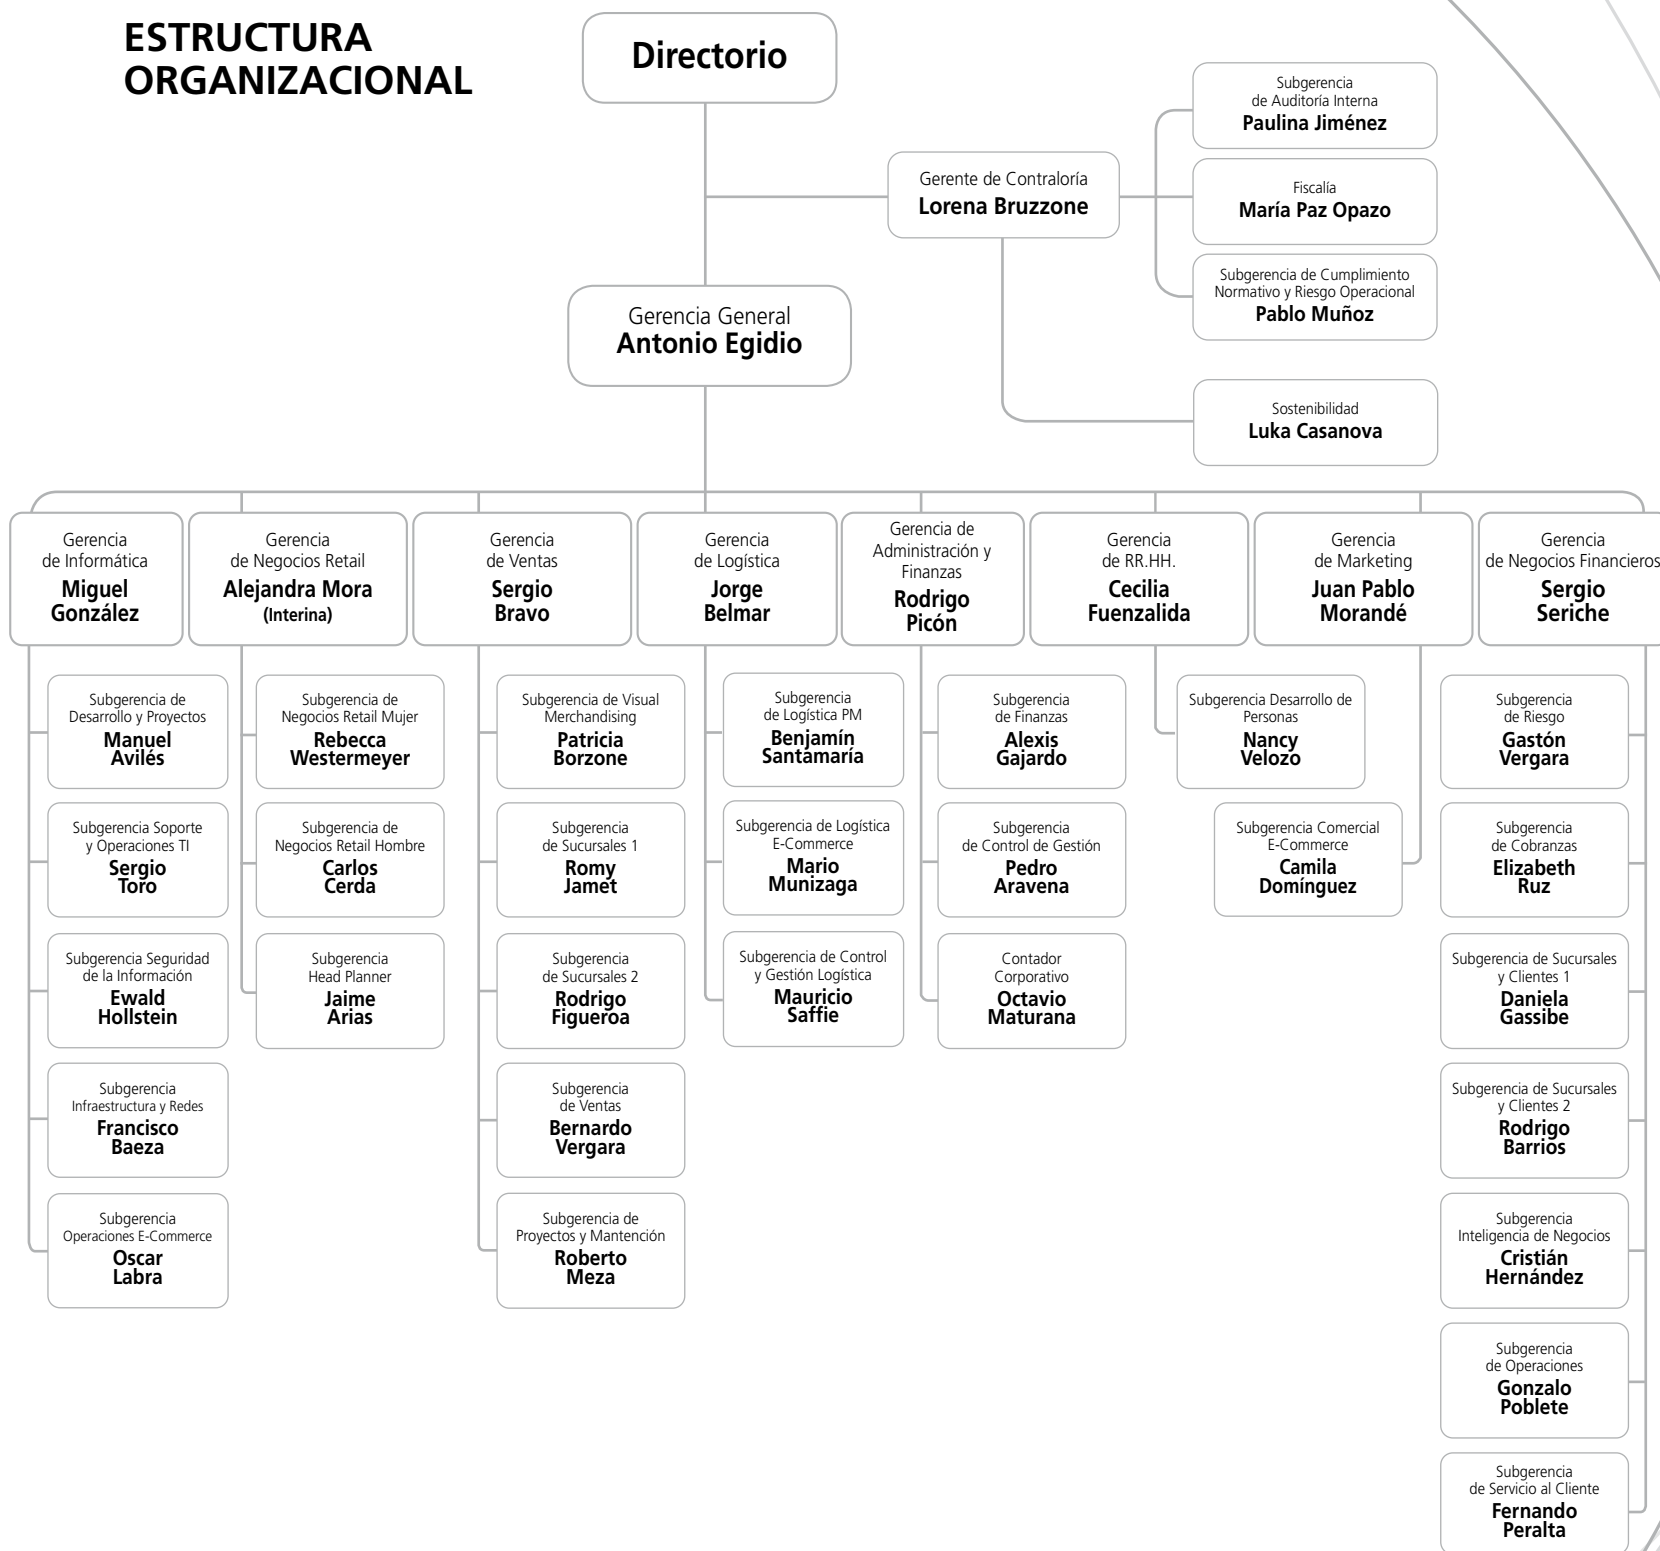 ESTRUCTURA
ORGANIZACIONAL
Directorio
Subgerencia
de Auditoría Interna
Paulina Jiménez
Gerente de Contraloría
Lorena Bruzzone
Fiscalía
María Paz Opazo
Subgerencia de Cumplimiento
Normativo y Riesgo Operacional
Pablo Muñoz
Gerencia General
Antonio Egidio
Sostenibilidad
Luka Casanova
Gerencia
de Informática
Miguel
González
Gerencia
de Negocios Retail
Alejandra Mora
(Interina)
Gerencia
de Ventas
Sergio
Bravo
Gerencia
de Logística
Jorge
Belmar
Gerencia de
Administración y
Finanzas
Rodrigo
Picón
Gerencia
de RR.HH.
Cecilia
Fuenzalida
Gerencia
de Marketing
Juan Pablo
Morandé
Gerencia
de Negocios Financieros
Sergio
Seriche
Subgerencia de
Desarrollo y Proyectos
Manuel
Avilés
Subgerencia Soporte
y Operaciones TI
Sergio
Toro
Subgerencia Seguridad
de la Información
Ewald
Hollstein
Subgerencia
Infraestructura y Redes
Francisco
Baeza
Subgerencia
Operaciones E-Commerce
Oscar
Labra
Subgerencia de
Negocios Retail Mujer
Rebecca
Westermeyer
Subgerencia de
Negocios Retail Hombre
Carlos
Cerda
Subgerencia
Head Planner
Jaime
Arias
Subgerencia de Visual
Merchandising
Patricia
Borzone
Subgerencia
de Sucursales 1
Romy
Jamet
Subgerencia
de Sucursales 2
Rodrigo
Figueroa
Subgerencia
de Ventas
Bernardo
Vergara
Subgerencia de
Proyectos y Mantención
Roberto
Meza
Subgerencia
de Logística PM
Benjamín
Santamaría
Subgerencia de Logística
E-Commerce
Mario
Munizaga
Subgerencia de Control
y Gestión Logística
Mauricio
Saffie
Subgerencia
de Finanzas
Alexis
Gajardo
Subgerencia
de Control de Gestión
Pedro
Aravena
Contador
Corporativo
Octavio
Maturana
Subgerencia Desarrollo de
Personas
Nancy
Velozo
Subgerencia Comercial
E-Commerce
Camila
Domínguez
Subgerencia
de Riesgo
Gastón
Vergara
Subgerencia
de Cobranzas
Elizabeth
Ruz
Subgerencia de Sucursales
y Clientes 1
Daniela
Gassibe
Subgerencia de Sucursales
y Clientes 2
Rodrigo
Barrios
Subgerencia
Inteligencia de Negocios
Cristián
Hernández
Subgerencia
de Operaciones
Gonzalo
Poblete
Subgerencia
de Servicio al Cliente
Fernando
Peralta